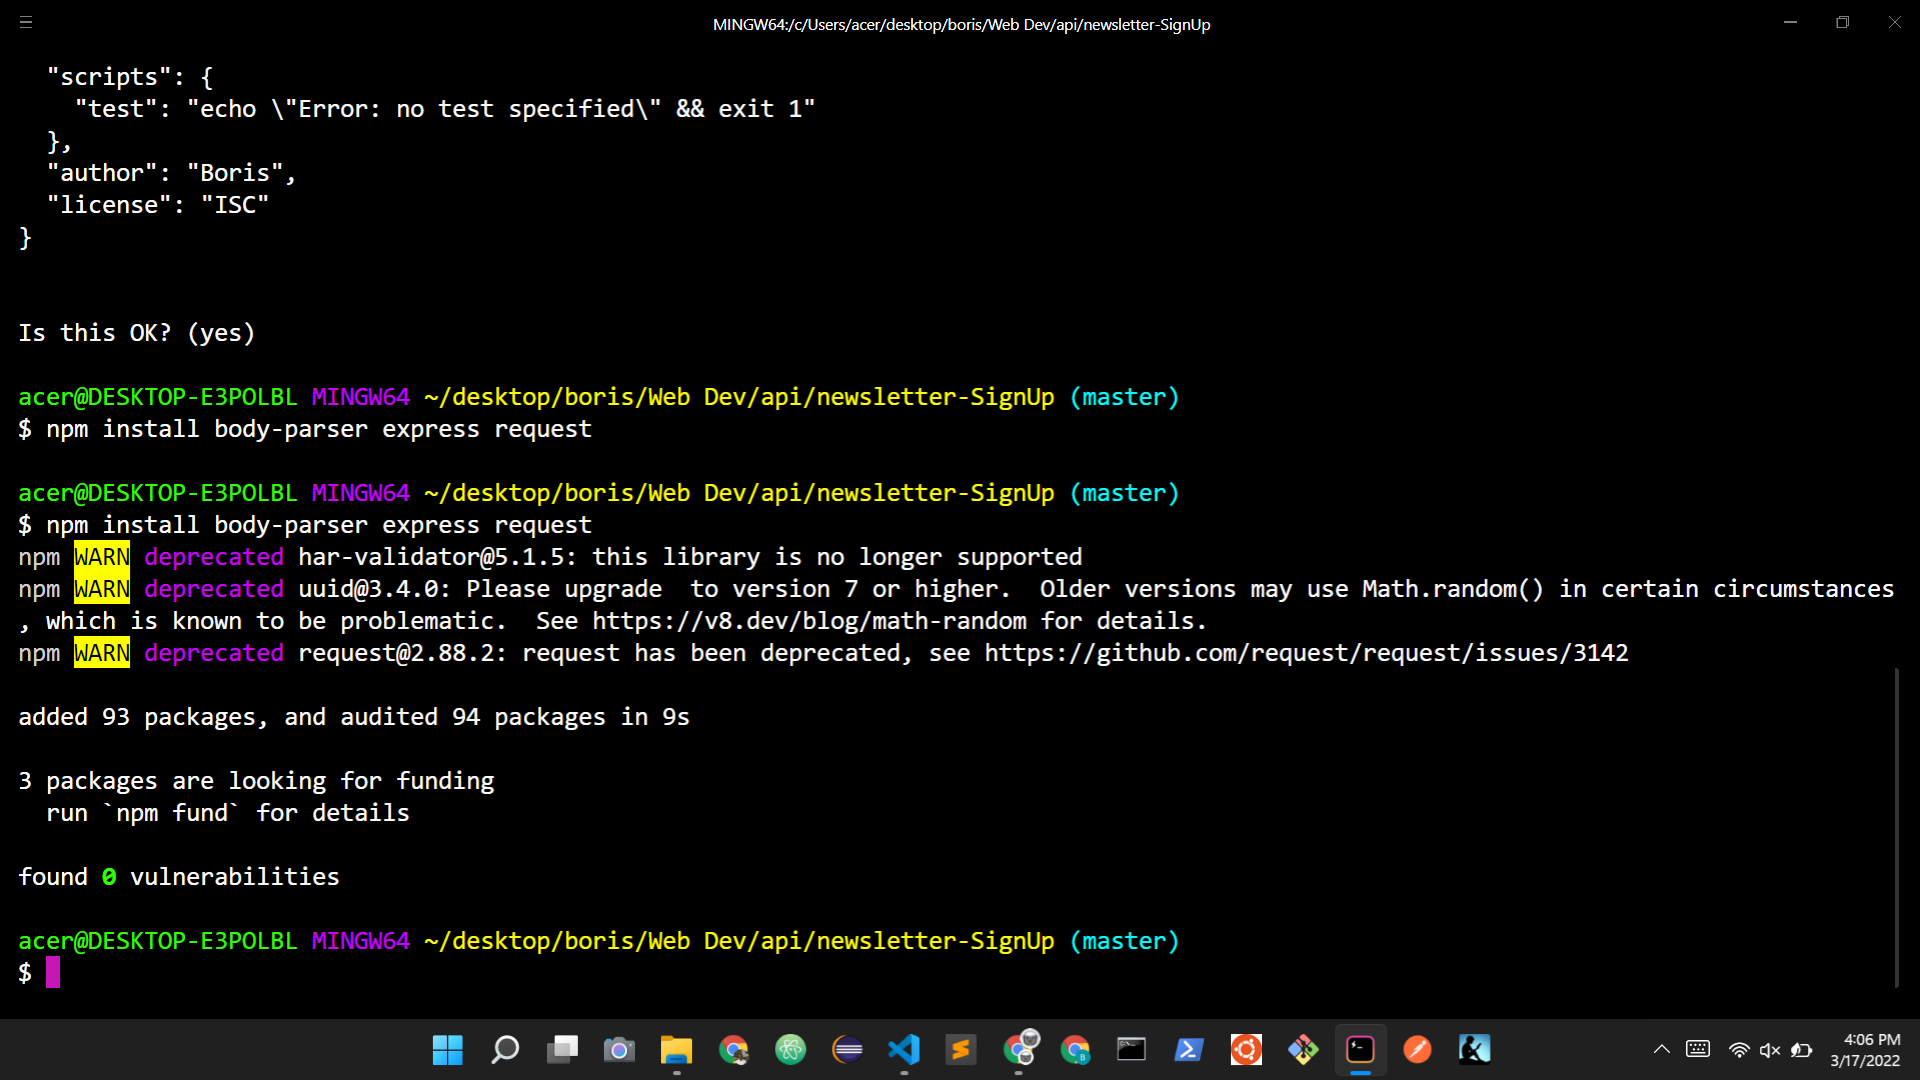 MINGW64:/c/Users/acer/desktop/boris/Web Dev/api/newsletter-SignUp
"scripts": {
"test": "echo \"Error: no test specified\" && exit 1"
},
"author": "Boris",
"license": "ISC"
}
Is this OK? (yes)
acer@DESKTOP-E3POLBL MINGW64 ~/desktop/boris/Web Dev/api/newsletter-SignUp (master)
$ npm install body-parser express request
acer@DESKTOP-E3POLBL MINGW64 ~/desktop/boris/Web Dev/api/newsletter-SignUp (master)
$ npm install body-parser express request
npm WARN deprecated har-validator@5.1.5: this library is no longer supported
npm WARN deprecated uuid@3.4.0: Please upgrade  to version 7 or higher.  Older versions may use Math.random() in certain circumstances
, which is known to be problematic.  See https://v8.dev/blog/math-random for details.
npm WARN deprecated request@2.88.2: request has been deprecated, see https://github.com/request/request/issues/3142
added 93 packages, and audited 94 packages in 9s
3 packages are looking for funding
run `npm fund` for details
found 0 vulnerabilities
acer@DESKTOP-E3POLBL MINGW64 ~/desktop/boris/Web Dev/api/newsletter-SignUp (master)
$
4:06 PM
3/17/2022